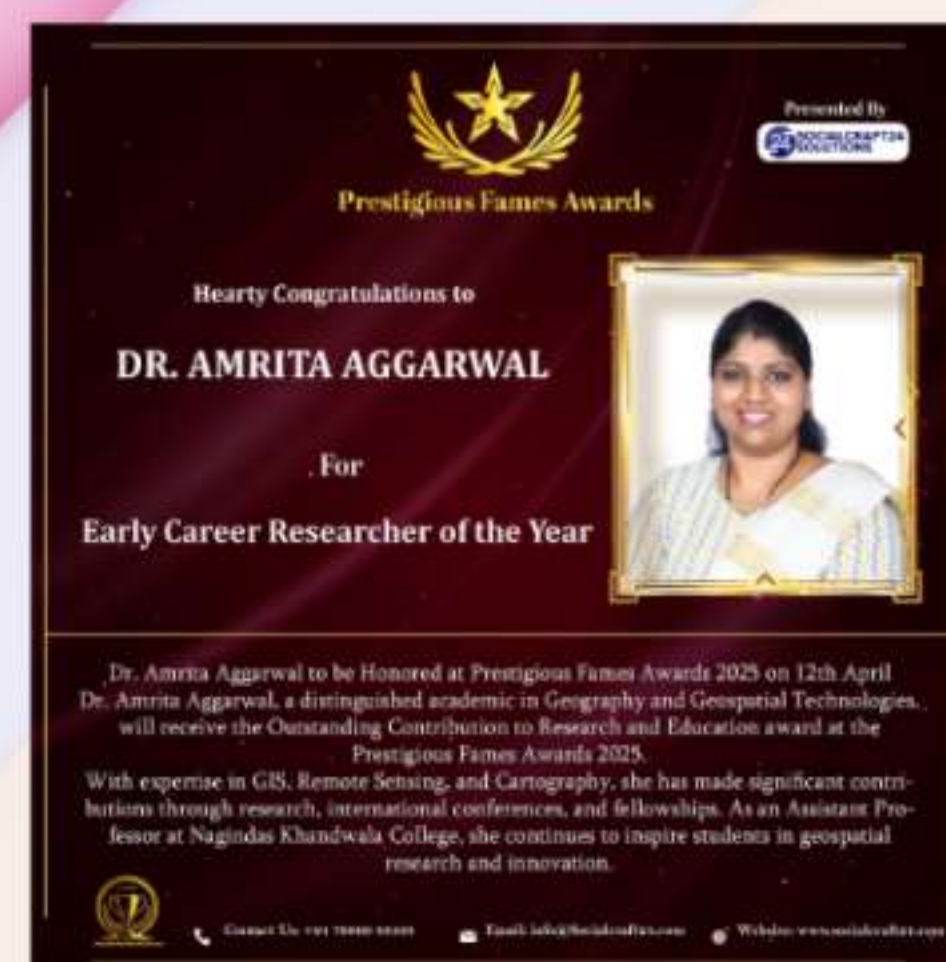 Presented By
24 SOCIALCRAFT24
SOLUTIONS
Prestigious Fames Awards
Hearty Congratulations to
DR. AMRITA AGGARWAL
. For
Early Career Researcher of the Year
Dr. Amrita Aggarwal to be Honored at Prestigious Fames Awards 2025 on 12th April
Dr. Amrita Aggarwal, a distinguished academic in Geography and Geospatial Technologies,
will receive the Outstanding Contribution to Research and Education award at the
Prestigious Fames Awards 2025.
With expertise in GIS, Remote Sensing, and Cartography, she has made significant contri-
butions through research, international conferences, and fellowships. As an Assistant Pro-
fessor at Nagindas Khandwala College, she continues to inspire students in geospatial
research and innovation.
Contact Us: +91
Email:
Website: